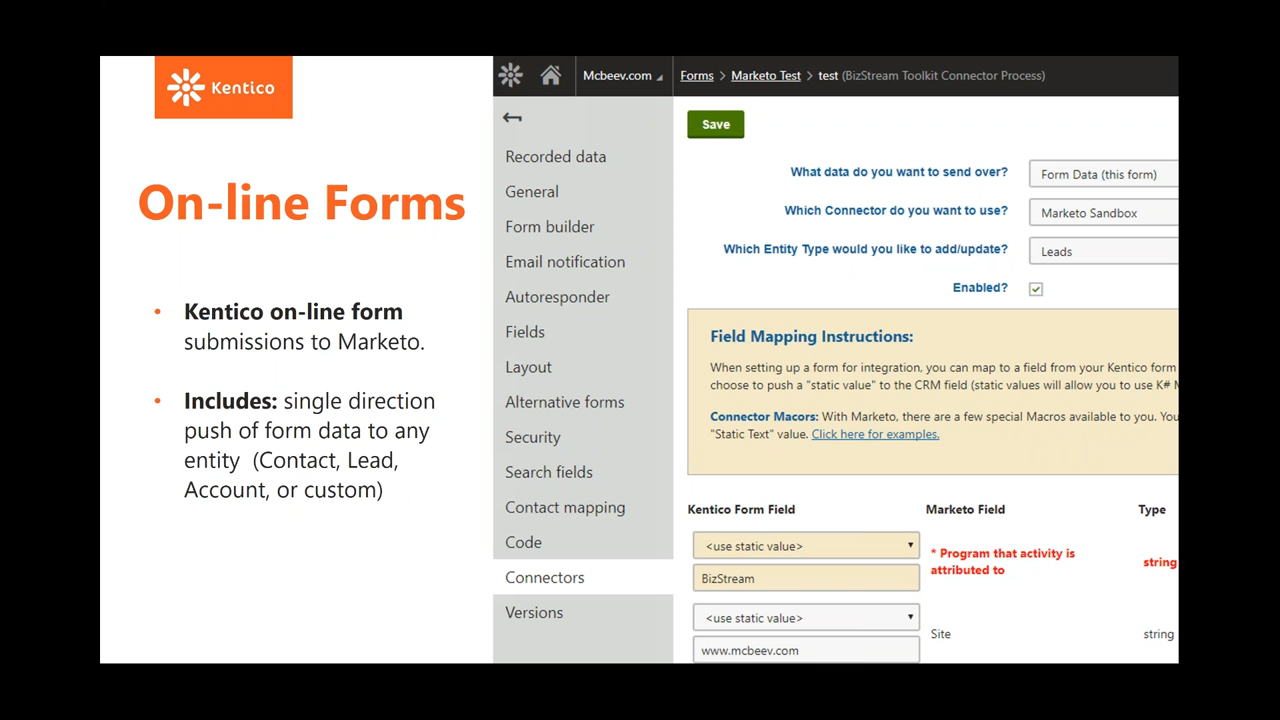 Kentico
On-line Forms
• Kentico on-line form
submissions to Marketo.
• Includes: single direction
push of form data to any
entity (Contact, Lead,
Account, or custom)
Mcbeev.com
Forms > Marketo Test > test (BizStream Toolkit Connector Process)
Recorded data
General
Form builder
Email notification
Autoresponder
Fields
Layout
Alternative forms
Security
Search fields
Contact mapping
Code
Connectors
Versions
Save
What data do you want to send over? Form Data (this form)
Which Connector do you want to use? Marketo Sandbox
Which Entity Type would you like to add/update? Leads
Enabled?
Field Mapping Instructions:
When setting up a form for integration, you can map to a field from your Kentico form
choose to push a "static value" to the CRM field (static values will allow you to use K#
Connector Macors: With Marketo, there are a few special Macros available to you. You
"Static Text" value. Click here for examples.
Kentico Form Field Marketo Field Type
<use static value>
BizStream
* Program that activity is
attributed to
string
<use static value>
www.mcbeev.com
Site string